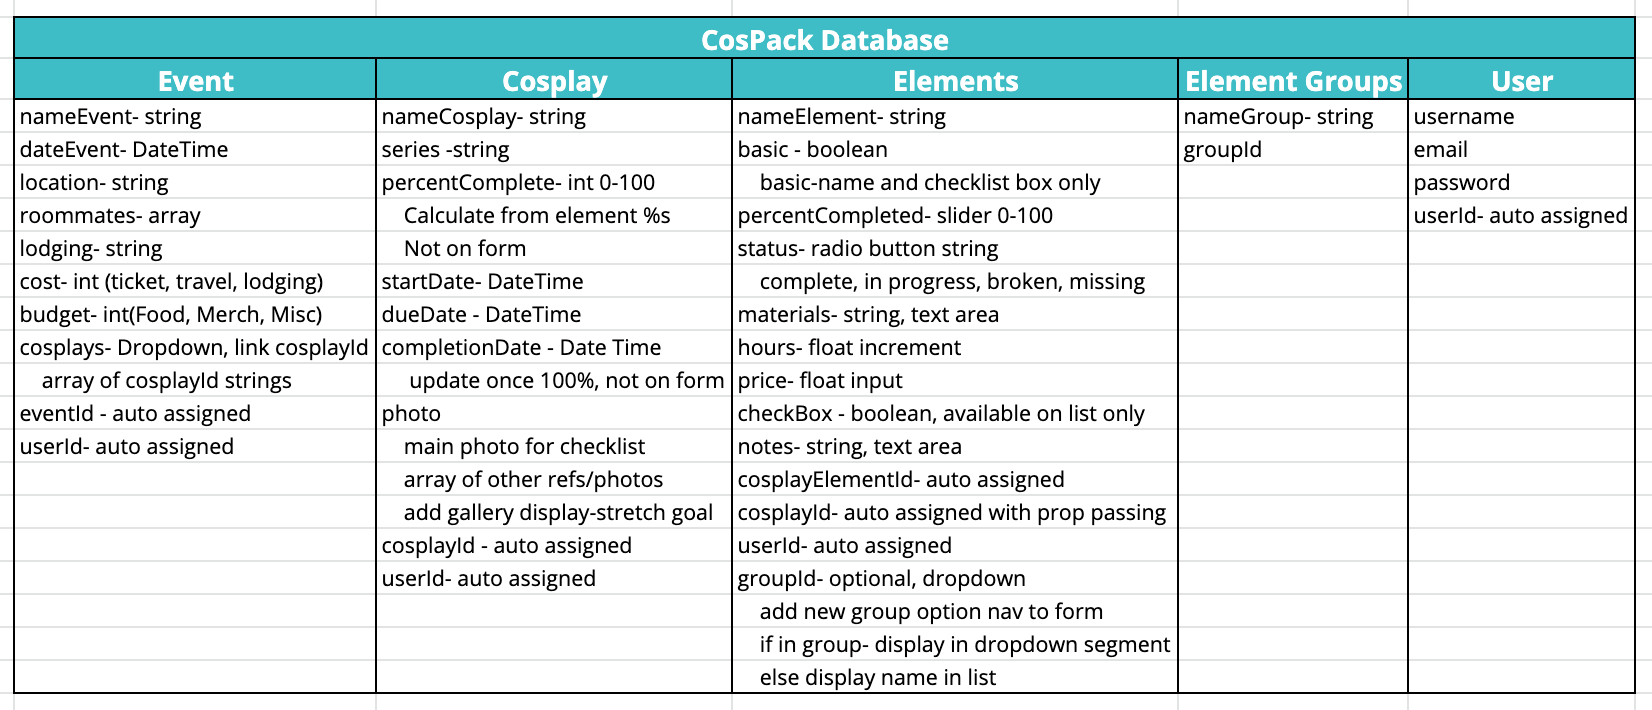 CosPack Database
Event
Cosplay
Elements
Element Groups
User
nameEvent- string
dateEvent- DateTime
location- string
roommates- array
lodging- string
cost- int (ticket, travel, lodging)
budget- int(Food, Merch, Misc)
cosplays- Dropdown, link cosplayId
array of cosplayId strings
eventId - auto assigned
userId- auto assigned
nameCosplay- string
series -string
percentComplete- int 0-100
Calculate from element %s
Not on form
startDate- DateTime
dueDate - DateTime
completionDate - Date Time
update once 100%, not on form
photo
main photo for checklist
array of other refs/photos
add gallery display-stretch goal
cosplayId - auto assigned
userId- auto assigned
nameElement- string
basic - boolean
basic-name and checklist box only
percentCompleted- slider 0-100
status- radio button string
complete, in progress, broken, missing
materials- string, text area
hours- float increment
price- float input
checkBox - boolean, available on list only
notes- string, text area
cosplayElementId- auto assigned
cosplayId- auto assigned with prop passing
userId- auto assigned
groupId- optional, dropdown
add new group option nav to form
if in group- display in dropdown segment
else display name in list
nameGroup- string
groupId
username
email
password
userId- auto assigned